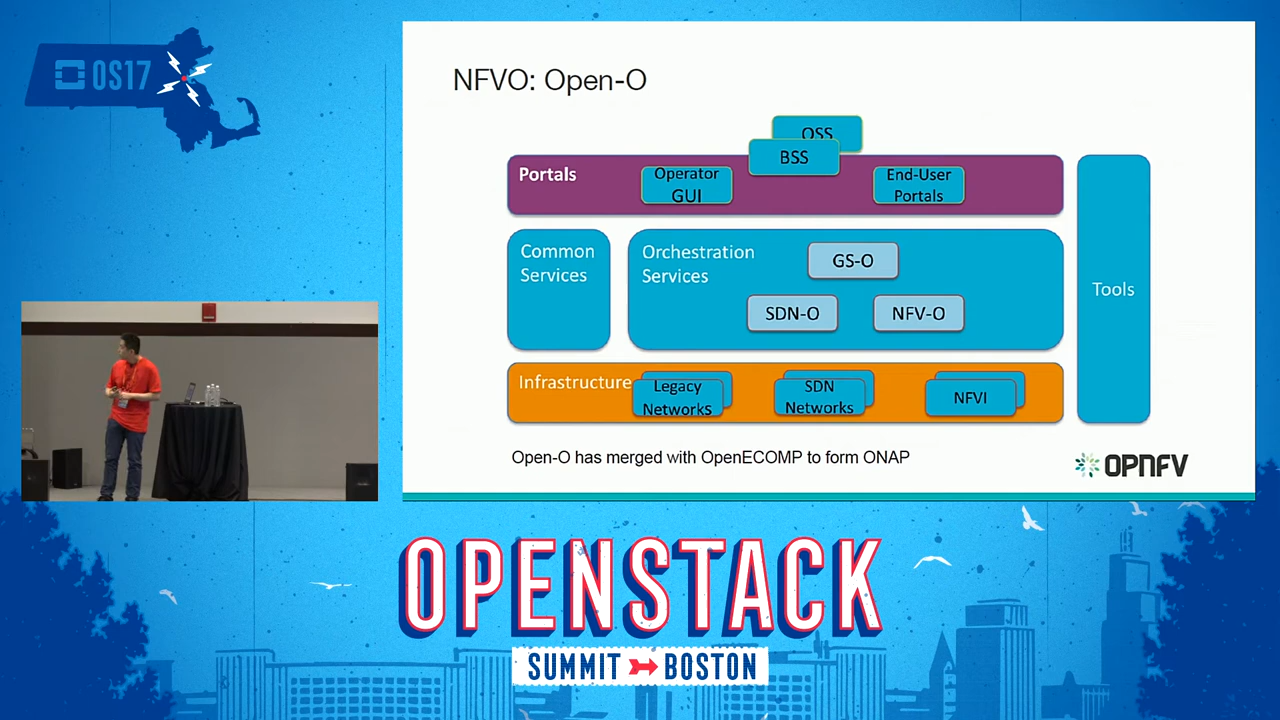 OS17
NFVO: Open-O
OSS
BSS
Portals
Operator
GUI
End-User
Portals
Common
Services
Orchestration
Services
GS-O
SDN-O
NFV-O
Tools
Infrastructure
Legacy
Networks
SDN
Networks
NFVI
Open-O has merged with OpenECOMP to form ONAP
OPNFV
OPENSTACK
SUMMIT BOSTON